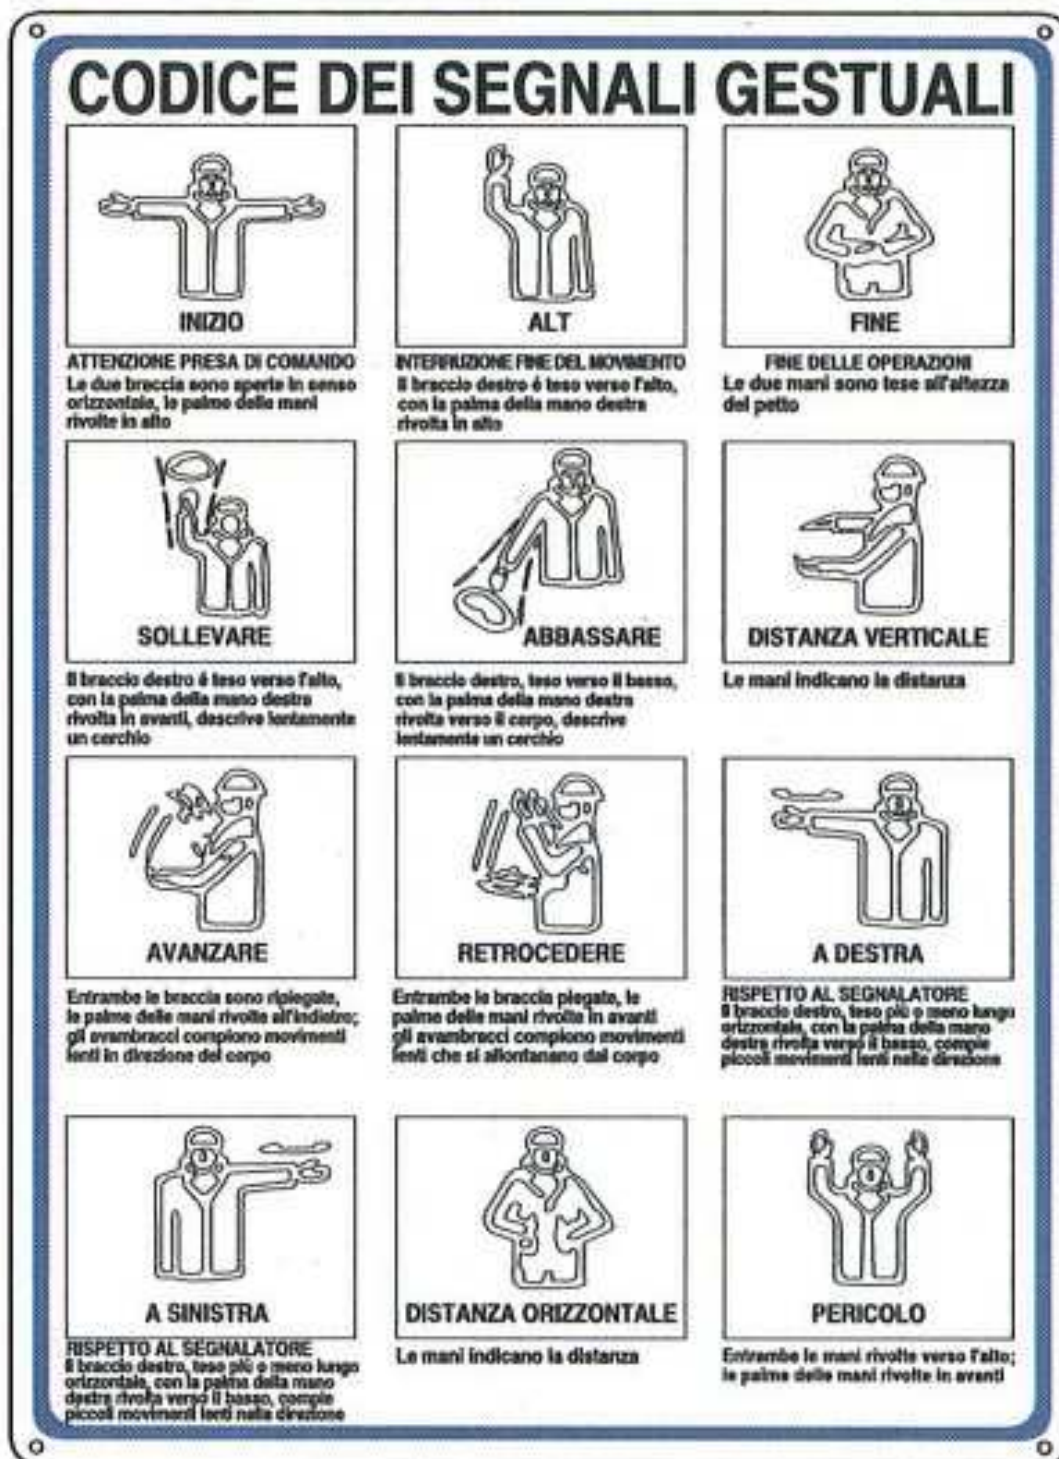 CODICE DEI SEGNALI GESTUALI
INIZIO
ATTENZIONE PRESA DI COMANDO
Le due braccia sono aperte in senso
orizzontale, le palme delle mani
rivolte in alto
ALT
INTERRUZIONE FINE DEL MOVIMENTO
Il braccio destro é teso verso l'alto,
con la palma della mano destra
rivolta in alto
FINE
FINE DELLE OPERAZIONI
Le due mani sono tese all'altezza
del petto
SOLLEVARE
Il braccio destro é teso verso l'alto,
con la palma della mano destra
rivolta in avanti, descrive lentamente
un cerchio
ABBASSARE
Il braccio destro, teso verso il basso,
con la palma della mano destra
rivolta verso il corpo, descrive
lentamente un cerchio
DISTANZA VERTICALE
Le mani indicano la distanza
AVANZARE
Entrambe le braccia sono ripiegate,
le palme delle mani rivolte all'indietro;
gli avambracci compiono movimenti
lenti in direzione del corpo
RETROCEDERE
Entrambe le braccia piegate, le
palme delle mani rivolte in avanti
gli avambracci compiono movimenti
lenti che si allontanano dal corpo
A DESTRA
RISPETTO AL SEGNALATORE
Il braccio destro, teso più o meno lungo
orizzontale, con la palma della mano
destra rivolta verso il basso, compie
piccoli movimenti lenti nella direzione
A SINISTRA
RISPETTO AL SEGNALATORE
Il braccio destro, teso più o meno lungo
orizzontale, con la palma della mano
destra rivolta verso il basso, compie
piccoli movimenti lenti nella direzione
DISTANZA ORIZZONTALE
Le mani indicano la distanza
PERICOLO
Entrambe le mani rivolte verso l'alto;
le palme delle mani rivolte in avanti